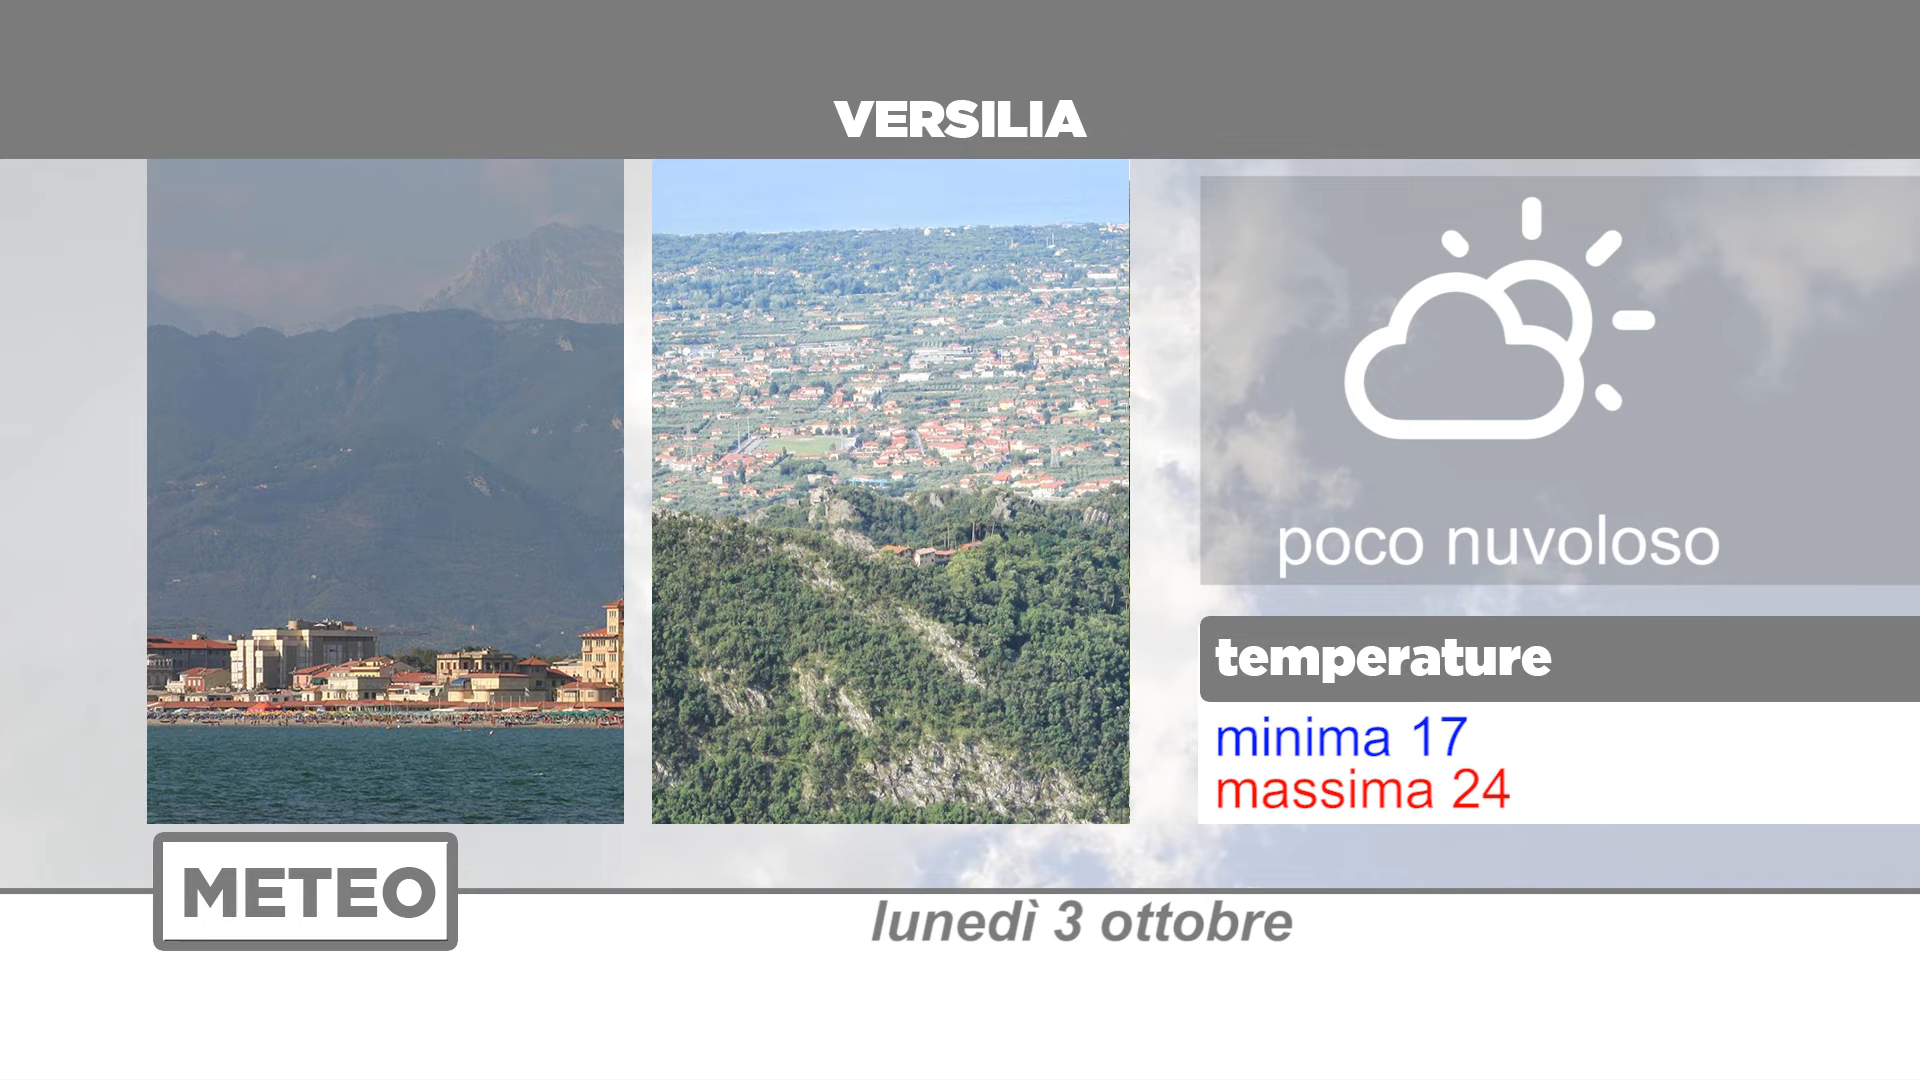 VERSILIA
poco nuvoloso
temperature
minima 17
massima 24
METEO
lunedì 3 ottobre